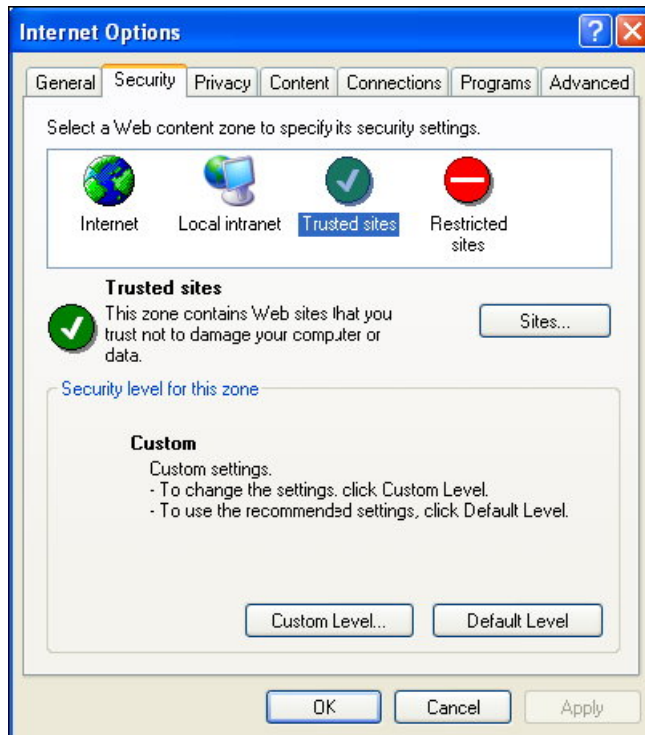 Internet Options
General Security Privacy Content Connections Programs Advanced
Select a Web content zone to specify its security settings.
Internet Local intranet Trusted sites Restricted
sites
Trusted sites
This zone contains Web sites that you
trust not to damage your computer or
data.
Sites...
Security level for this zone
Custom
Custom settings.
- To change the settings, click Custom Level.
- To use the recommended settings, click Default Level.
Custom Level... Default Level
OK Cancel Apply